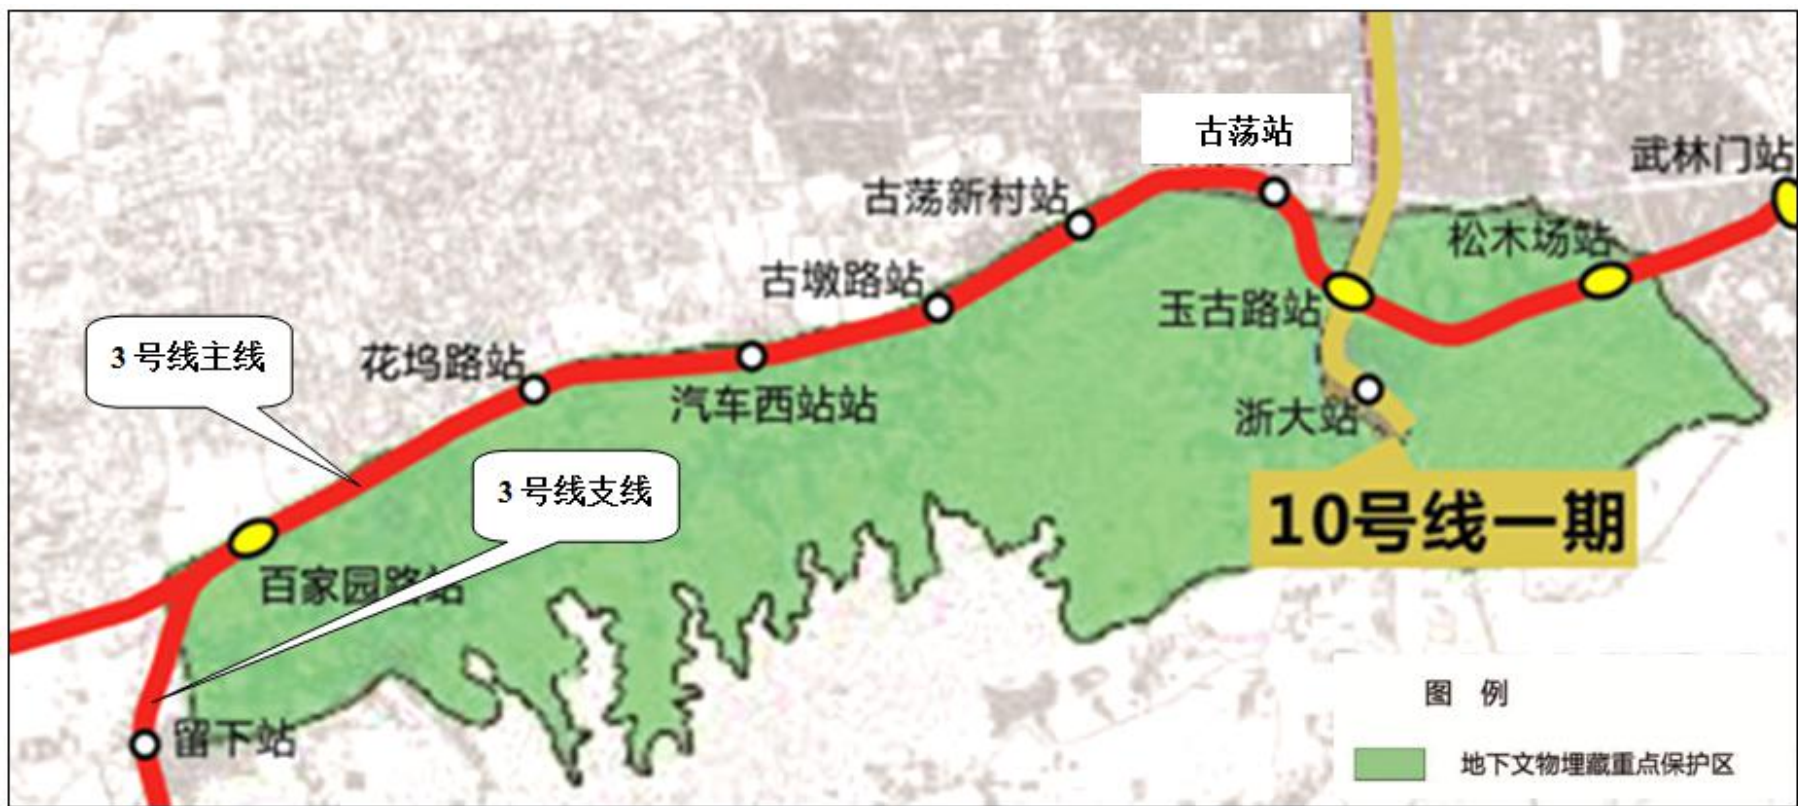 古荡站
武林门站
古荡新村站
松木场站
古墩路站
玉古路站
3号线主线
花坞路站
汽车西站站
浙大站
3号线支线
10号线一期
百家园路站
图 例
留下站
地下文物埋藏重点保护区